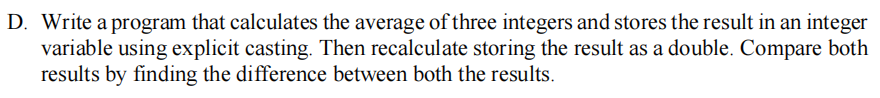 D. Write a program that calculates the average of three integers and stores the result in an integer
variable using explicit casting. Then recalculate storing the result as a double. Compare both
results by finding the difference between both the results.